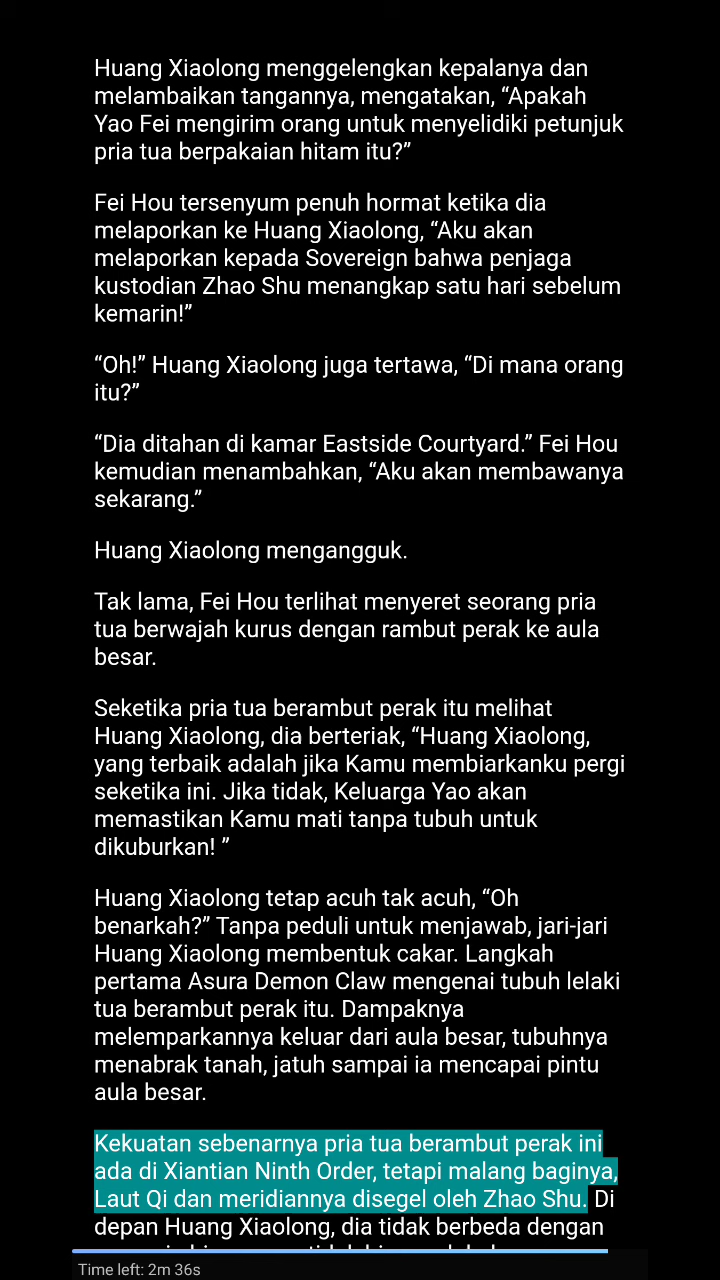 Huang Xiaolong menggelengkan kepalanya dan
melambaikan tangannya, mengatakan, “Apakah
Yao Fei mengirim orang untuk menyelidiki petunjuk
pria tua berpakaian hitam itu?”
Fei Hou tersenyum penuh hormat ketika dia
melaporkan ke Huang Xiaolong, “Aku akan
melaporkan kepada Sovereign bahwa penjaga
kustodian Zhao Shu menangkap satu hari sebelum
kemarin!”
“Oh!” Huang Xiaolong juga tertawa, “Di mana orang
itu?”
“Dia ditahan di kamar Eastside Courtyard.” Fei Hou
kemudian menambahkan, “Aku akan membawanya
sekarang.”
Huang Xiaolong mengangguk.
Tak lama, Fei Hou terlihat menyeret seorang pria
tua berwajah kurus dengan rambut perak ke aula
besar.
Seketika pria tua berambut perak itu melihat
Huang Xiaolong, dia berteriak, “Huang Xiaolong,
yang terbaik adalah jika Kamu membiarkanku pergi
seketika ini. Jika tidak, Keluarga Yao akan
memastikan Kamu mati tanpa tubuh untuk
dikuburkan! ”
Huang Xiaolong tetap acuh tak acuh, “Oh
benarkah?” Tanpa peduli untuk menjawab, jari-jari
Huang Xiaolong membentuk cakar. Langkah
pertama Asura Demon Claw mengenai tubuh lelaki
tua berambut perak itu. Dampaknya
melemparkannya keluar dari aula besar, tubuhnya
menabrak tanah, jatuh sampai ia mencapai pintu
aula besar.
Kekuatan sebenarnya pria tua berambut perak ini
ada di Xiantian Ninth Order, tetapi malang baginya,
Laut Qi dan meridiannya disegel oleh Zhao Shu. Di
depan Huang Xiaolong, dia tidak berbeda dengan
Time left: 2m 36s